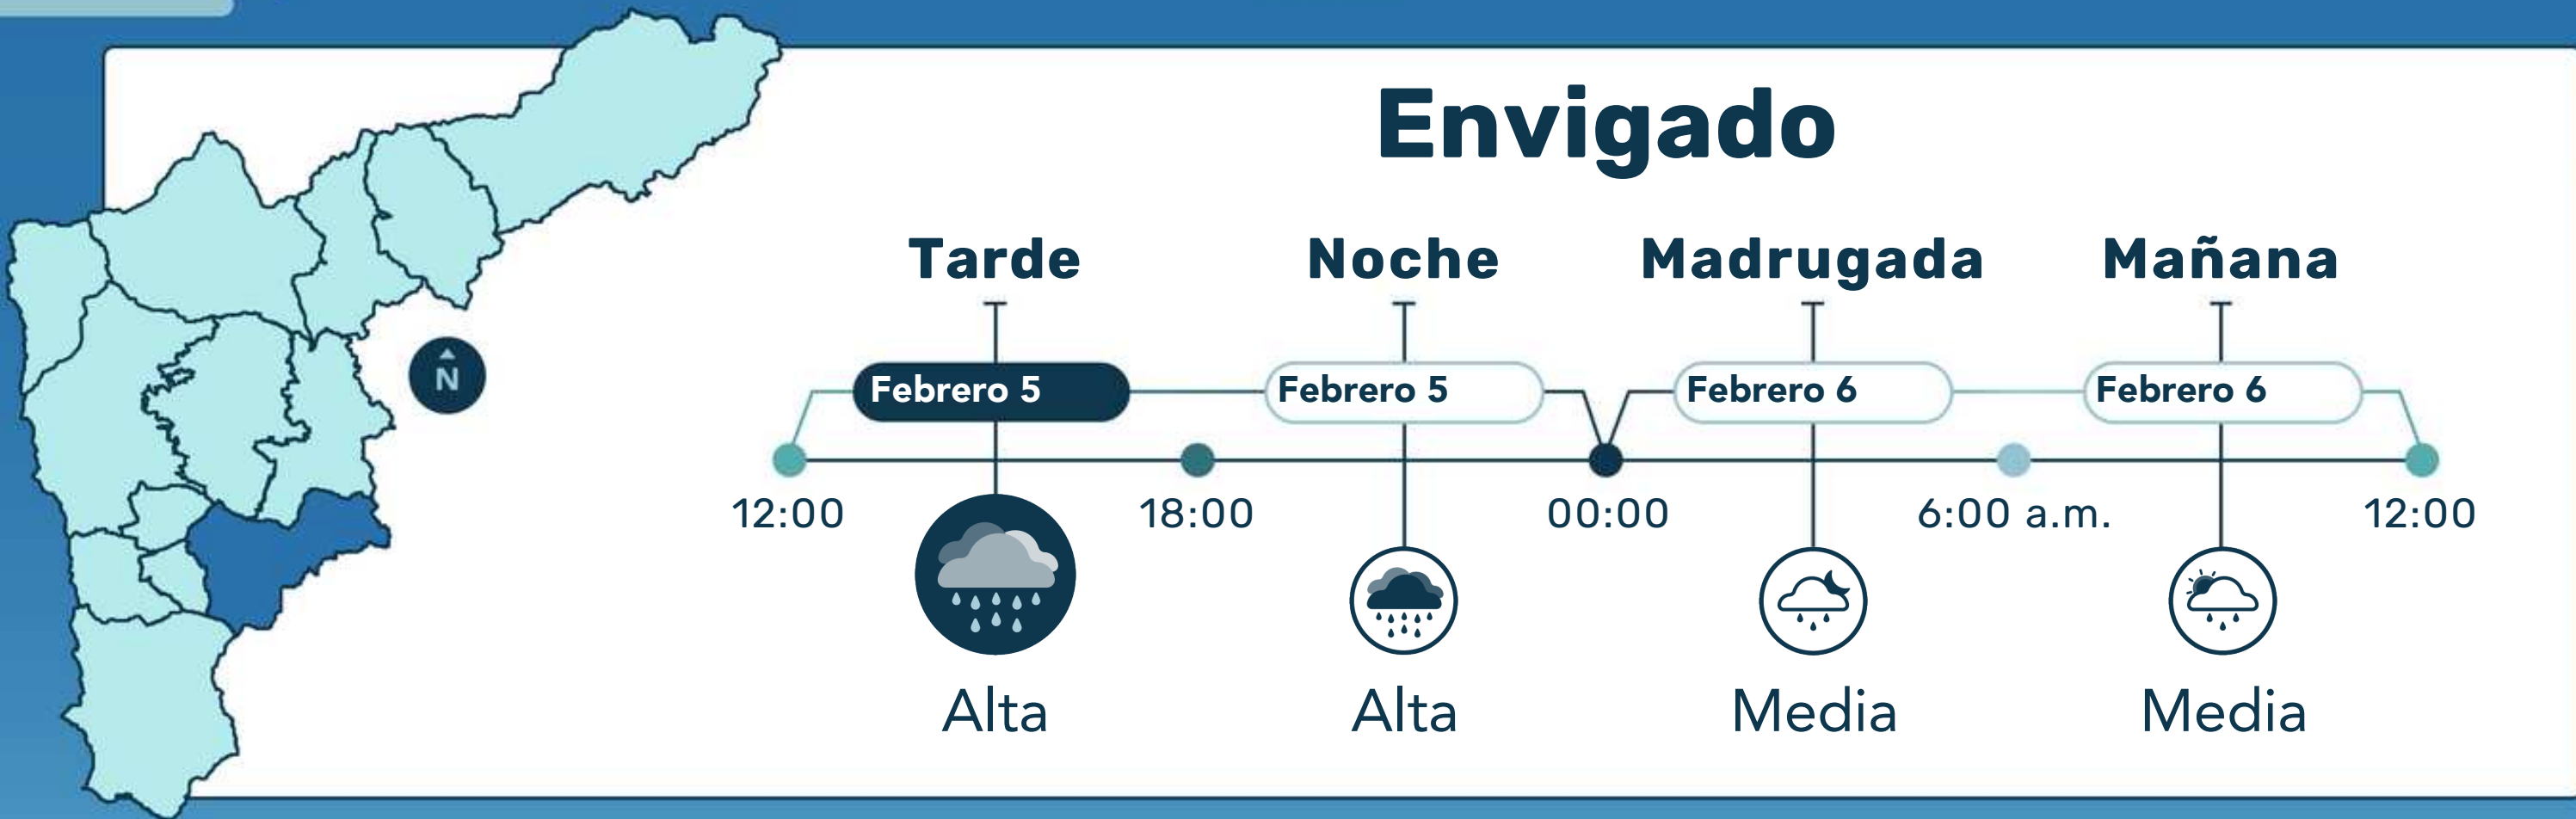 Envigado
Tarde Noche Madrugada Mañana
Febrero 5 Febrero 5 Febrero 6 Febrero 6
N
12:00 18:00 00:00 6:00 a.m. 12:00
Alta Alta Media Media